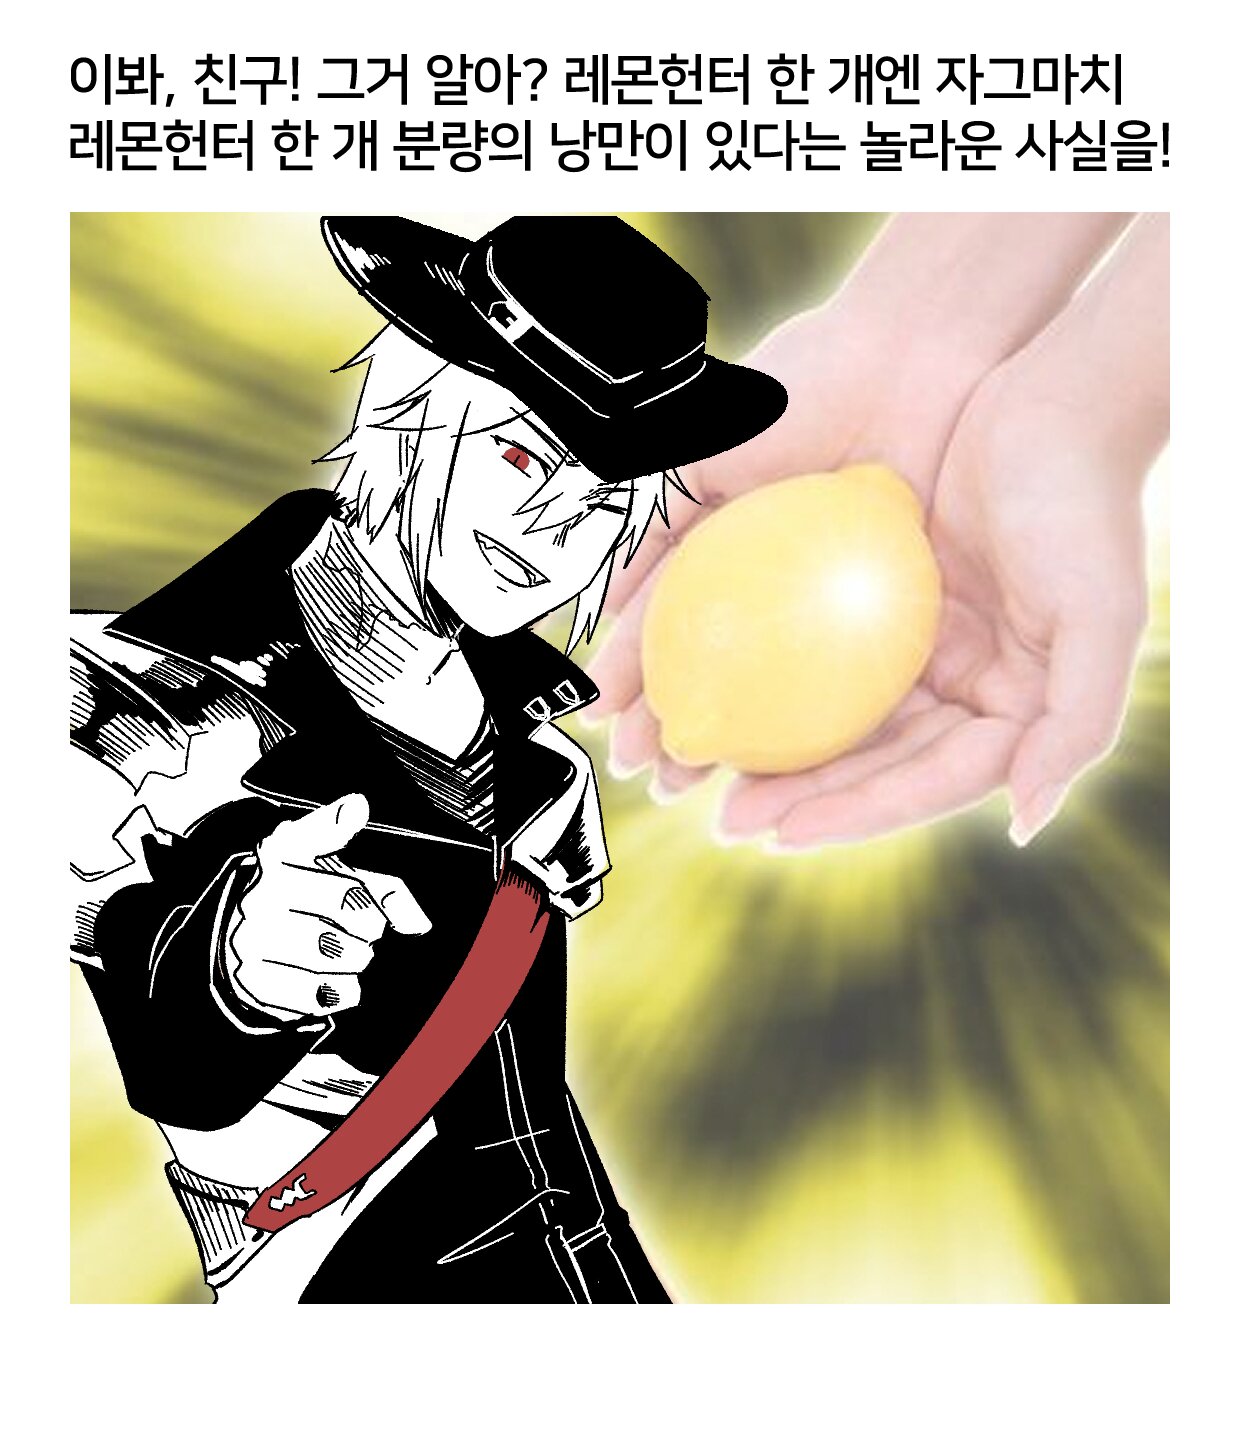 이봐, 친구! 그거 알아? 레몬헌터 한 개엔 자그마치
레몬헌터 한 개 분량의 낭만이 있다는 놀라운 사실을!